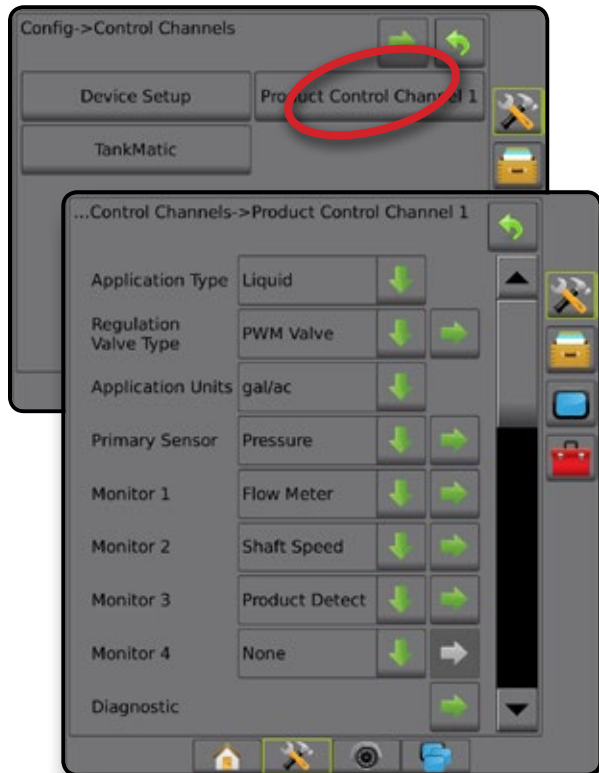 Config->Control Channels
Device Setup
Product Control Channel 1
TankMatic
...Control Channels->Product Control Channel 1
Application Type Liquid
Regulation
Valve Type PWM Valve
Application Units gal/ac
Primary Sensor Pressure
Monitor 1 Flow Meter
Monitor 2 Shaft Speed
Monitor 3 Product Detect
Monitor 4 None
Diagnostic